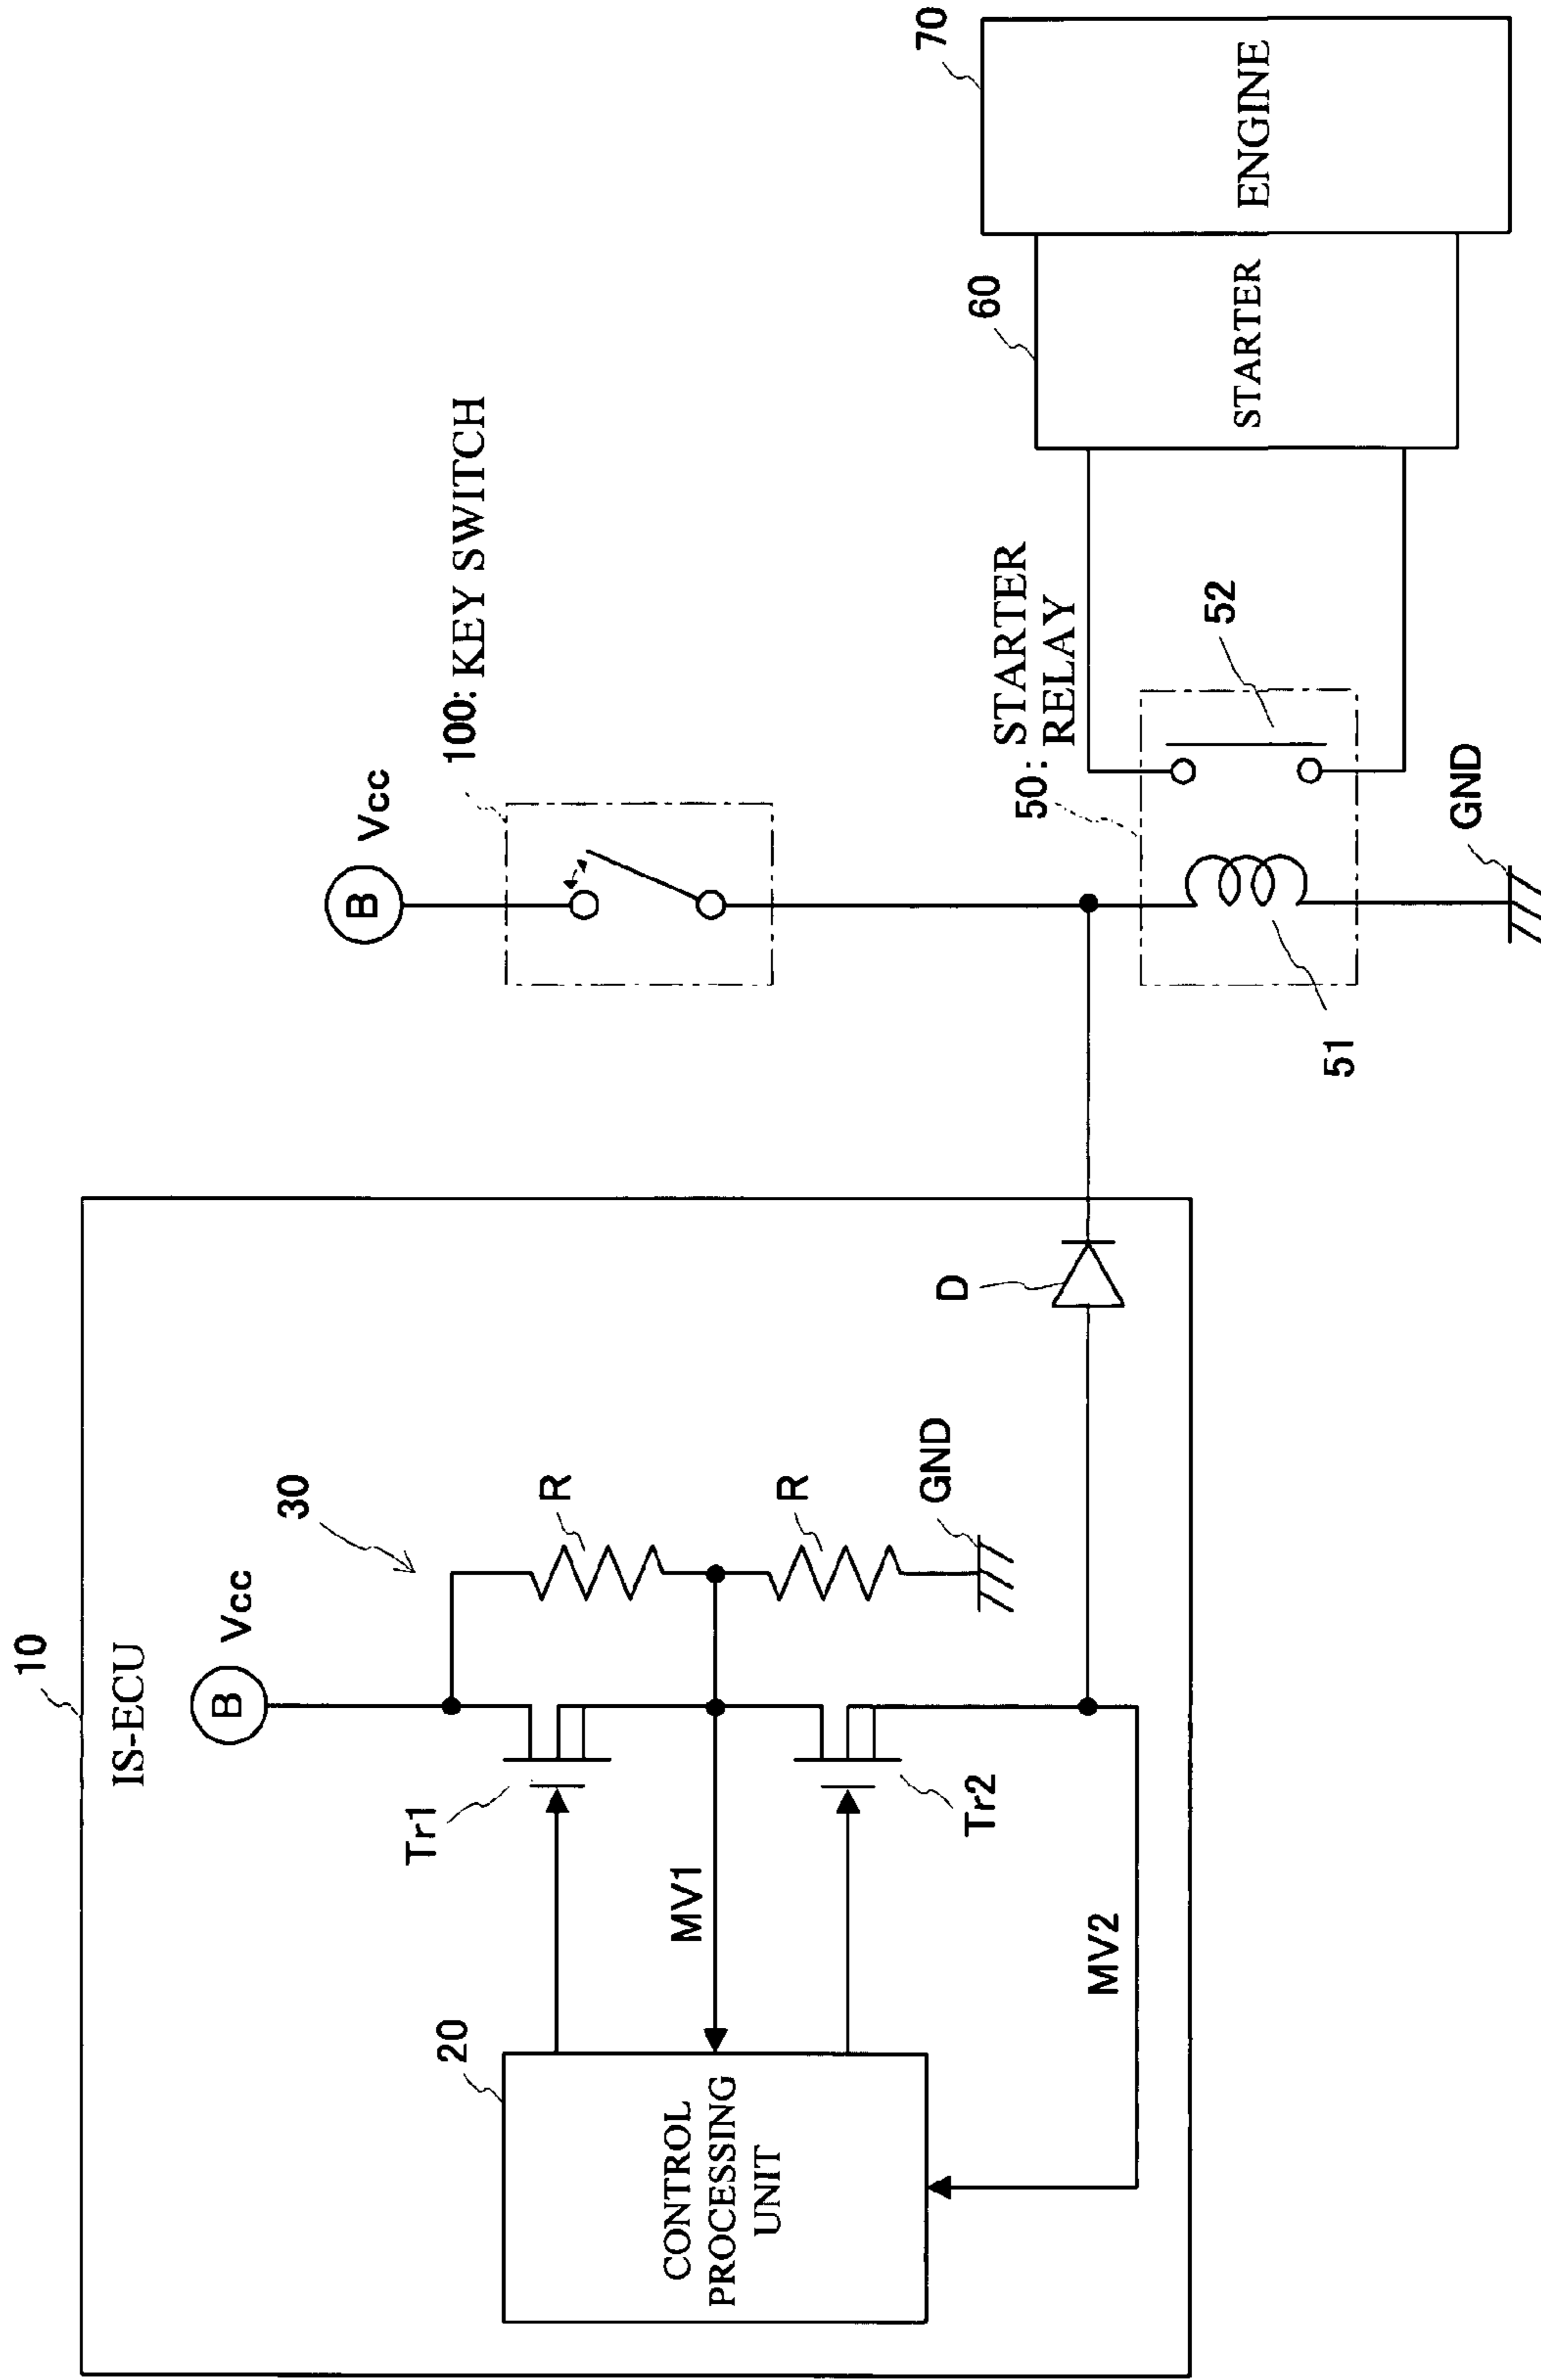 10
IS-ECU
B
Vcc
30
R
R
GND
Tr1
MV1
Tr2
MV2
20
CONTROL
PROCESSING
UNIT
D
B
Vcc
100: KEY SWITCH
50: STARTER
RELAY
52
51
GND
60
STARTER
70
ENGINE